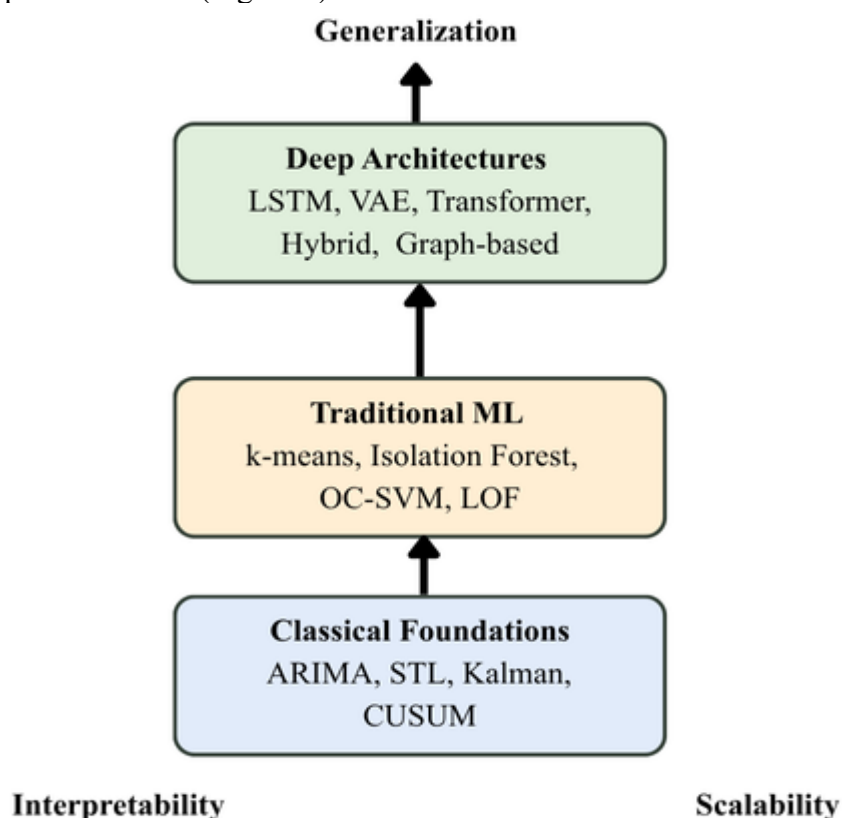 Generalization
Deep Architectures
LSTM, VAE, Transformer,
Hybrid, Graph-based
Traditional ML
k-means, Isolation Forest,
OC-SVM, LOF
Classical Foundations
ARIMA, STL, Kalman,
CUSUM
Interpretability
Scalability